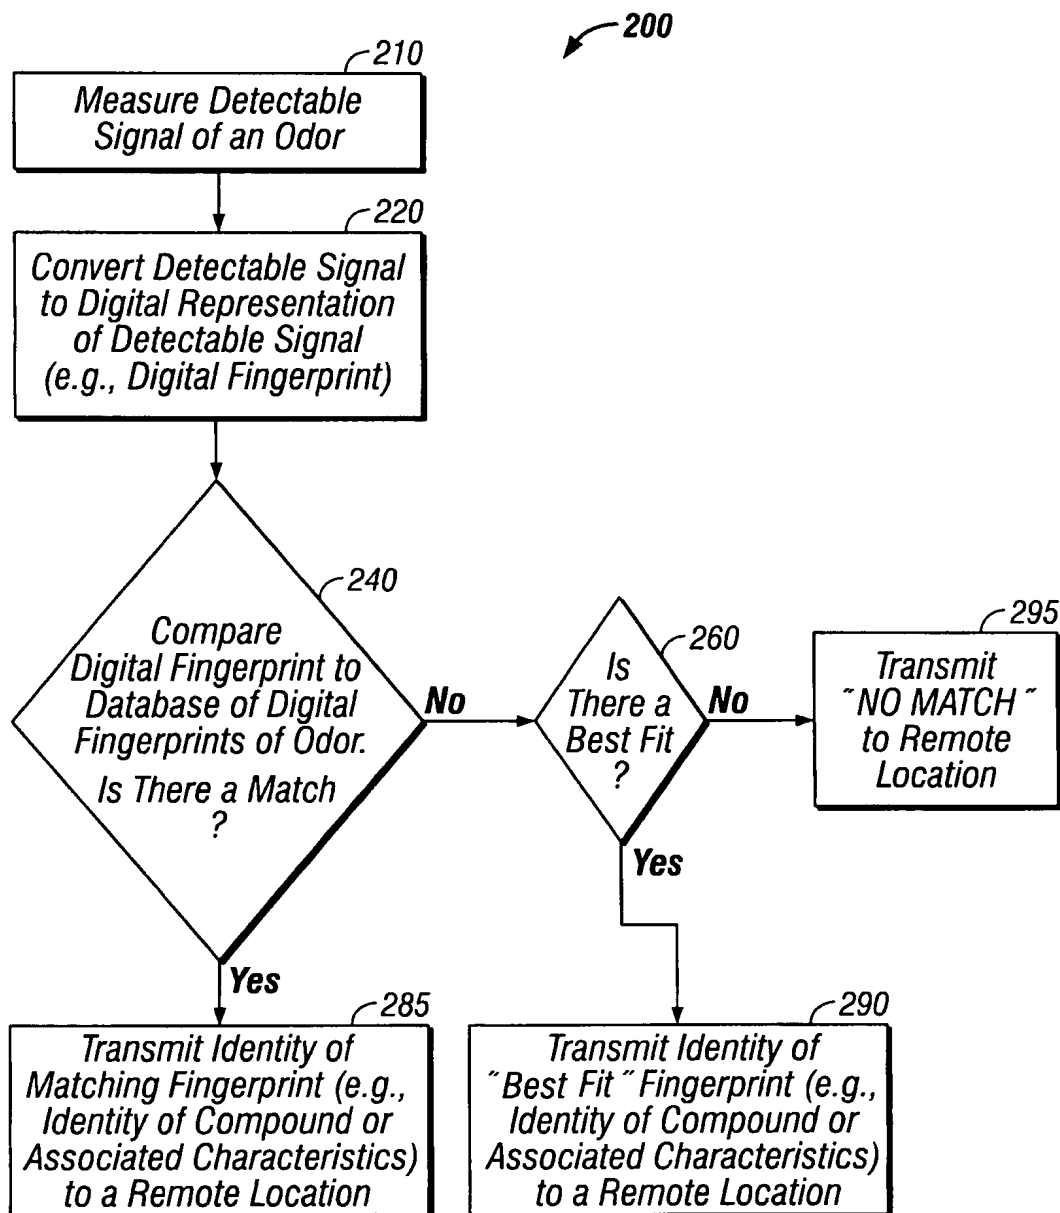 200
210
Measure Detectable
Signal of an Odor
220
Convert Detectable Signal
to Digital Representation
of Detectable Signal
(e.g., Digital Fingerprint)
240
Compare
Digital Fingerprint to
Database of Digital
Fingerprints of Odor.
Is There a Match
?
No
Yes
260
Is
There a
Best Fit
?
No
Yes
295
Transmit
"NO MATCH"
to Remote
Location
285
Transmit Identity of
Matching Fingerprint (e.g.,
Identity of Compound or
Associated Characteristics)
to a Remote Location
290
Transmit Identity of
"Best Fit" Fingerprint (e.g.,
Identity of Compound or
Associated Characteristics)
to a Remote Location